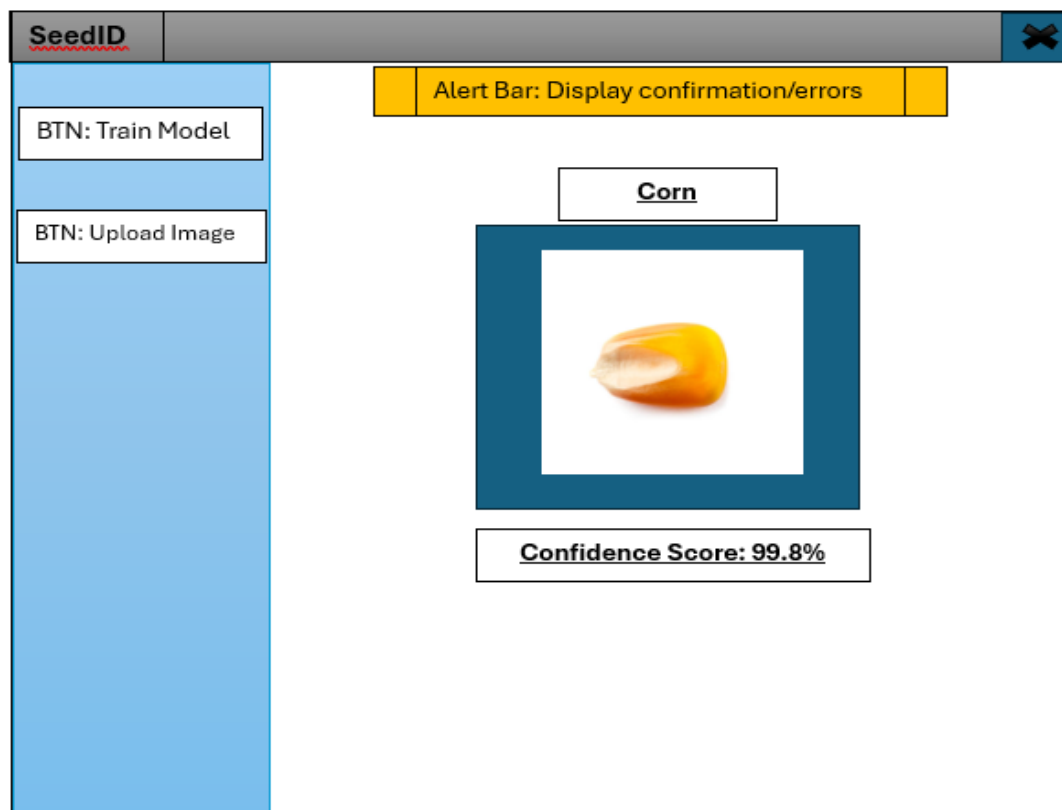 SeedID
Alert Bar: Display confirmation/errors
BTN: Train Model
Corn
BTN: Upload Image
Confidence Score: 99.8%